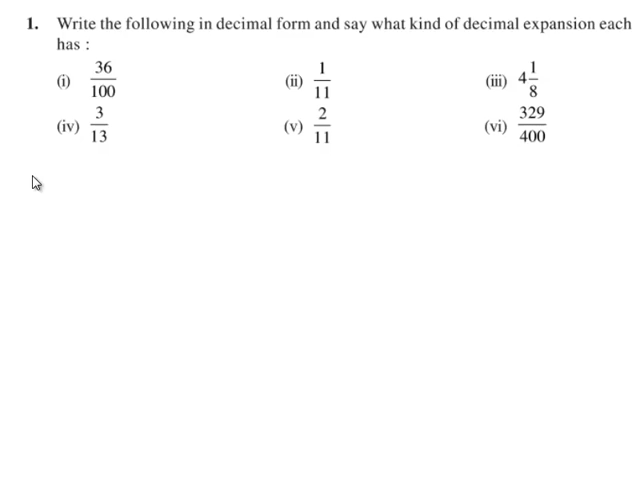 1. Write the following in decimal form and say what kind of decimal expansion each
has :
(i) 36/100 (ii) 1/11 (iii) 4 1/8
(iv) 3/13 (v) 2/11 (vi) 329/400